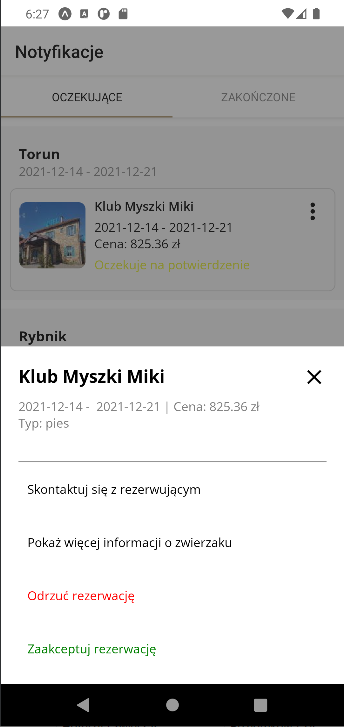 6:27
Notyfikacje
OCZEKUJĄCE
ZAKOŃCZONE
Torun
2021-12-14 - 2021-12-21
Klub Myszki Miki
2021-12-14 - 2021-12-21
Cena: 825.36 zł
Oczekuje na potwierdzenie
Rybnik
Klub Myszki Miki
2021-12-14 - 2021-12-21 | Cena: 825.36 zł
Typ: pies
Skontaktuj się z rezerwującym
Pokaż więcej informacji o zwierzaku
Odrzuć rezerwację
Zaakceptuj rezerwację